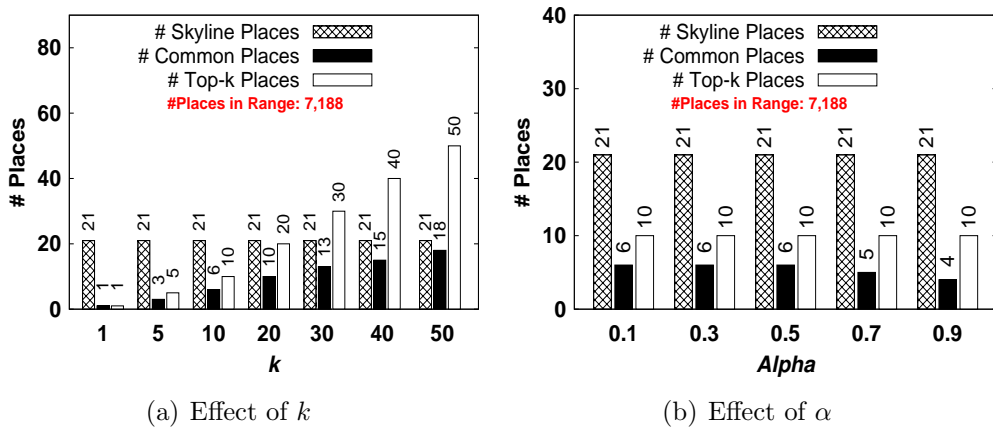 # Places
80
60
40
20
0
# Skyline Places
# Common Places
# Top-k Places
#Places in Range: 7,188
21 1 1
21 3 5
21 6 10
21 10 20
21 13 30
21 15 40
21 18 50
1 5 10 20 30 40 50
k
(a) Effect of k
# Places
40
30
20
10
0
# Skyline Places
# Common Places
# Top-k Places
#Places in Range: 7,188
21 6 10
21 6 10
21 6 10
21 5 10
21 4 10
0.1 0.3 0.5 0.7 0.9
Alpha
(b) Effect of α